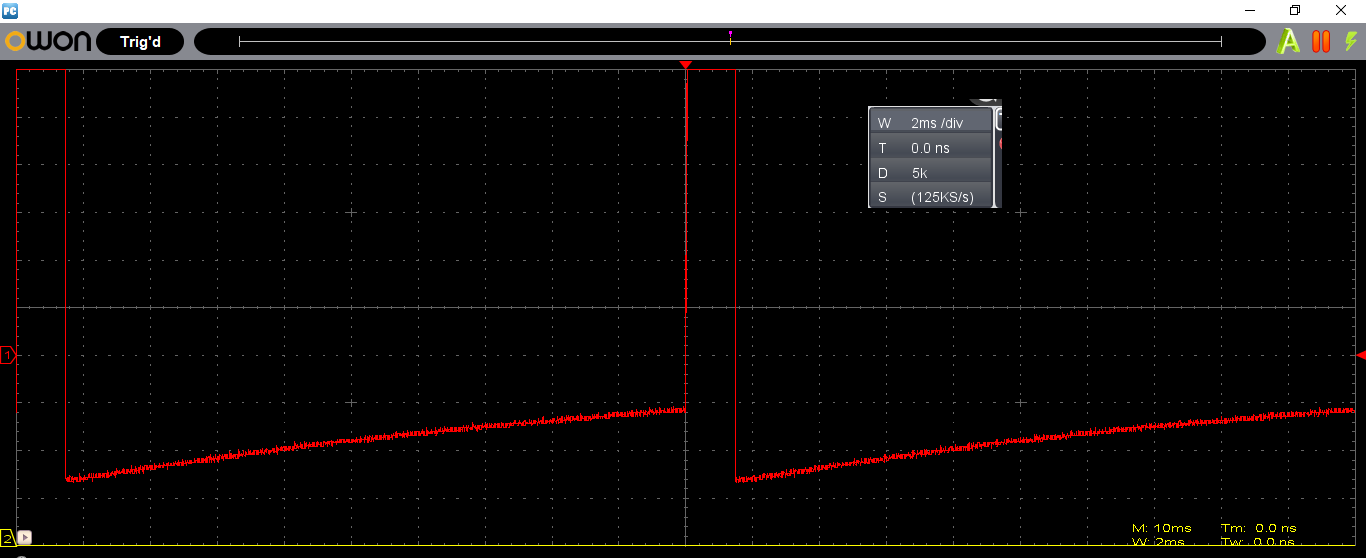 PC
owon Trig'd A
W 2ms /div
T 0.0 ns
D 5k
S (125KS/s)
1
2
M: 10ms Tm: 0.0 ns
W: 2ms Tw: 0.0 ns